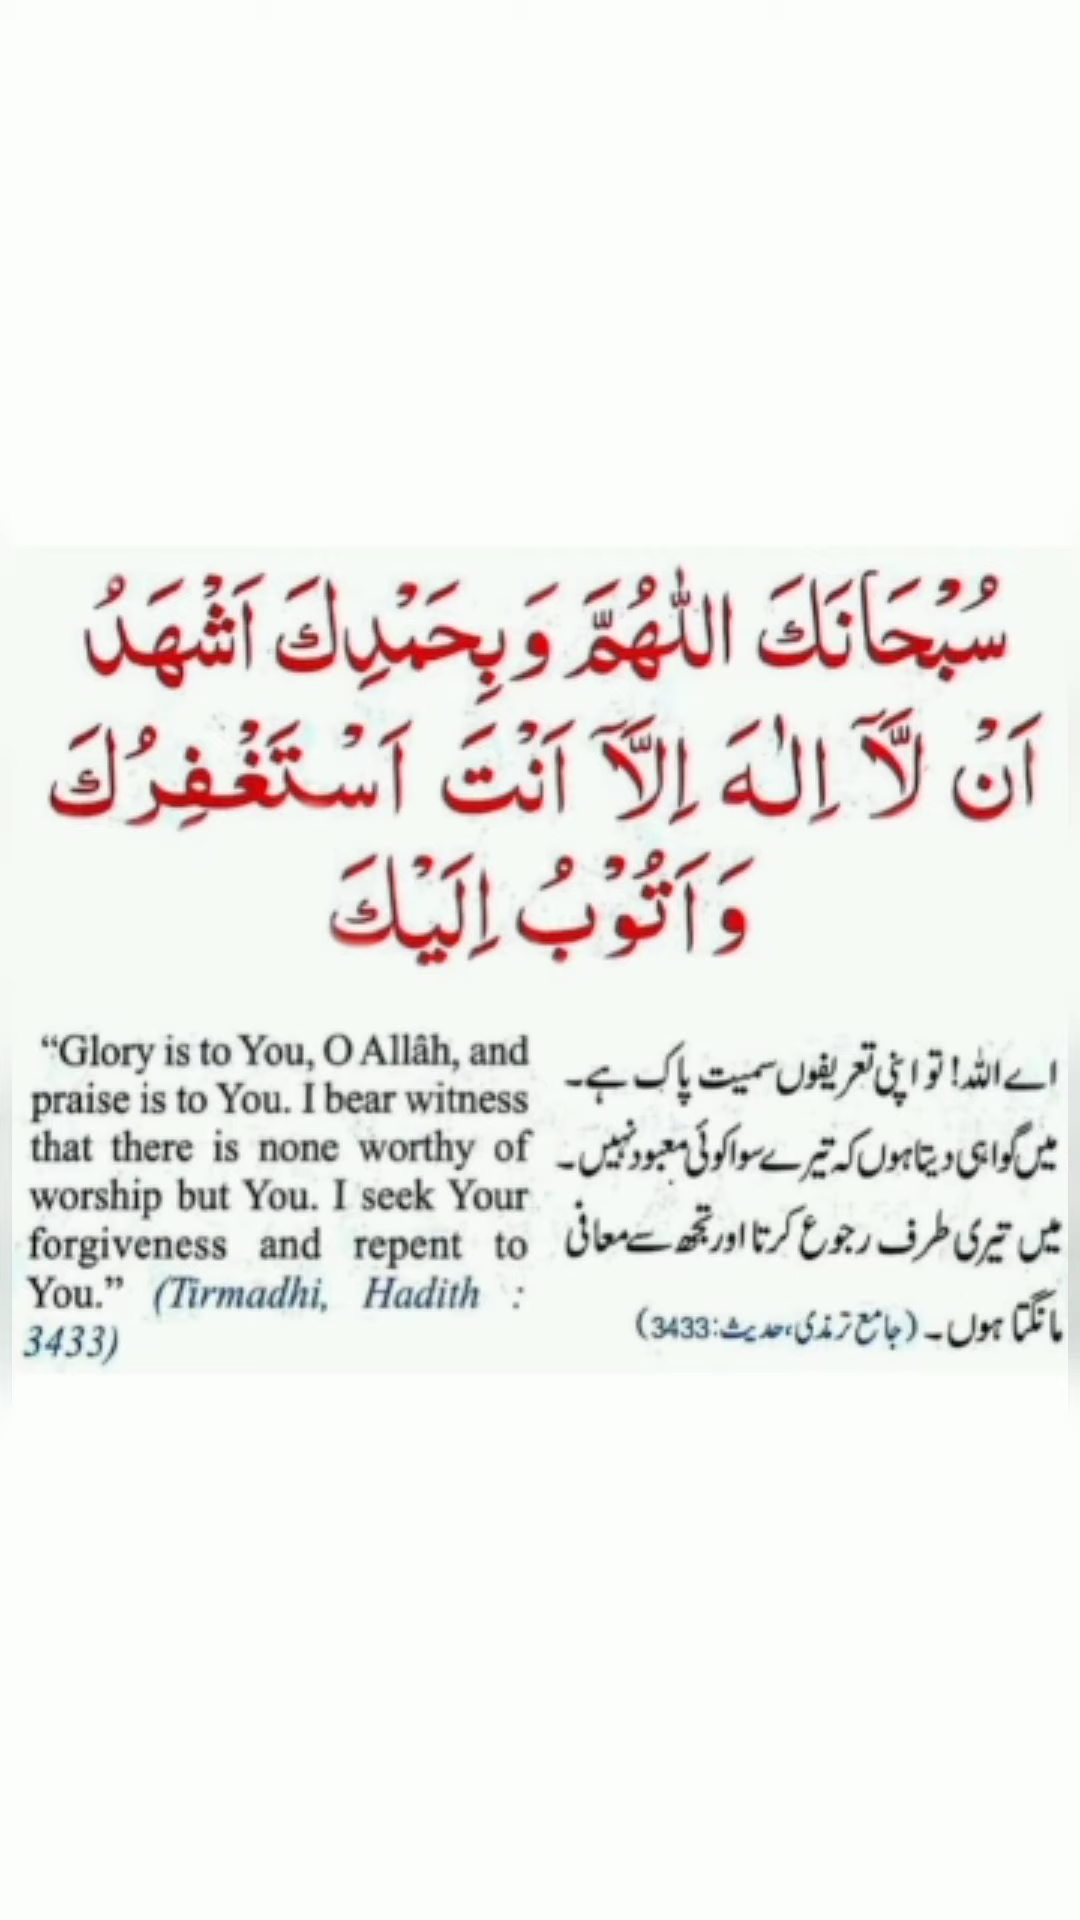 سُبْحَانَكَ اللّٰهُمَّ وَبِحَمْدِكَ اَشْهَدُ
اَنْ لَّآ اِلٰهَ اِلَّآ اَنْتَ اَسْتَغْفِرُكَ
وَاَتُوْبُ اِلَيْكَ
“Glory is to You, O Allâh, and
praise is to You. I bear witness
that there is none worthy of
worship but You. I seek Your
forgiveness and repent to
You.” (Tirmadhi, Hadith :
3433)
اے اللہ! تو اپنی تعریفوں سمیت پاک ہے۔
میں گواہی دیتا ہوں کہ تیرے سوا کوئی معبود نہیں۔
میں تیری طرف رجوع کرتا اور تجھ سے معافی
مانگتا ہوں۔ (جامع ترمذی، حدیث:3433)